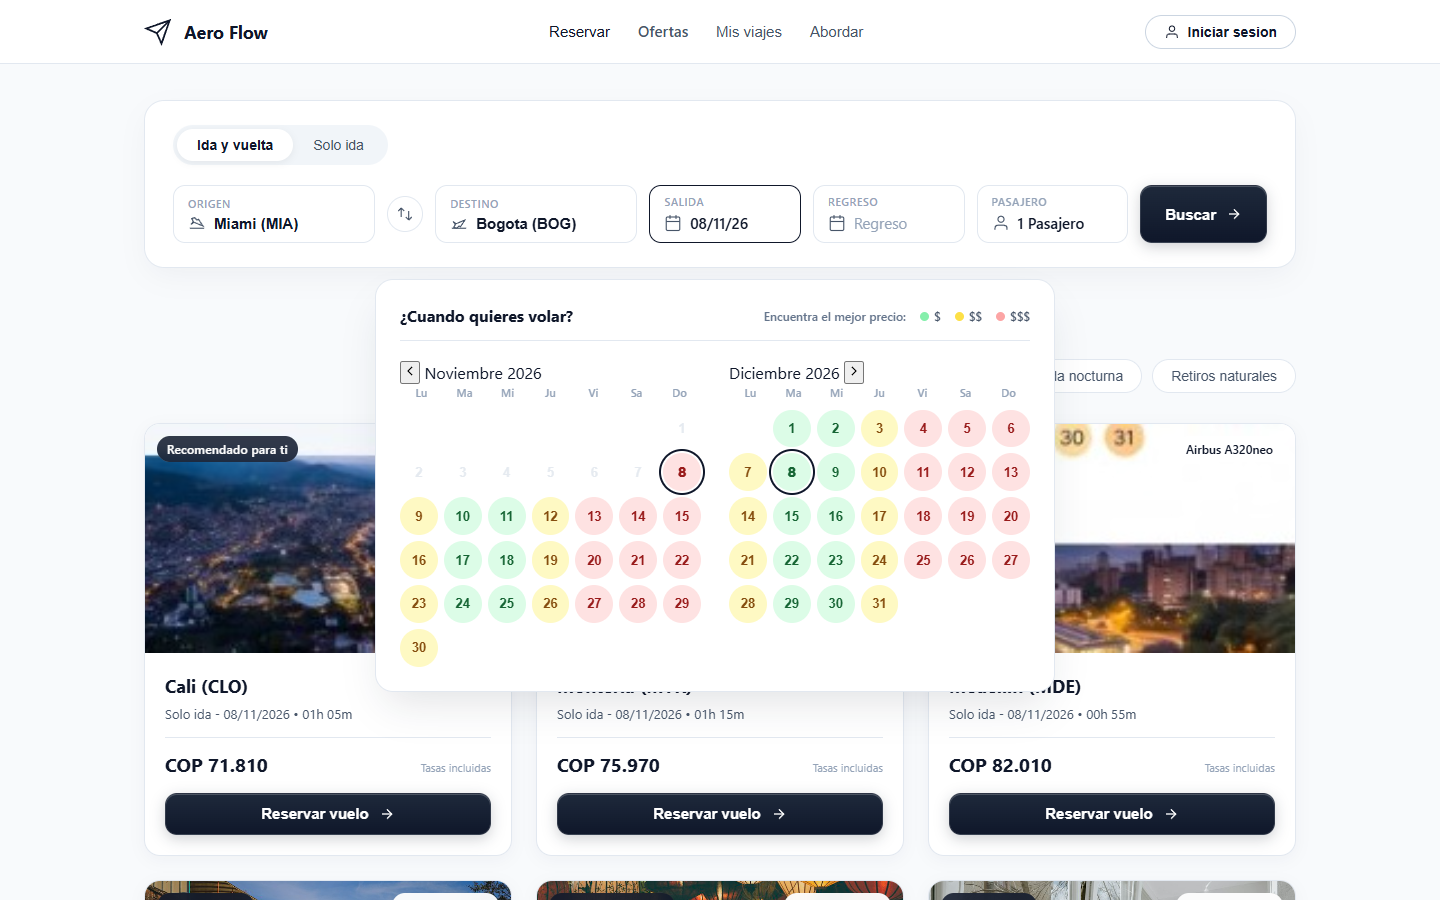 Aero Flow
Reservar
Ofertas
Mis viajes
Abordar
Iniciar sesion
Ida y vuelta
Solo ida
ORIGEN
Miami (MIA)
DESTINO
Bogota (BOG)
SALIDA
08/11/26
REGRESO
Regreso
PASAJERO
1 Pasajero
Buscar
¿Cuando quieres volar?
Encuentra el mejor precio: $ $$ $$$
Noviembre 2026
Lu Ma Mi Ju Vi Sa Do
1
2 3 4 5 6 7 8
9 10 11 12 13 14 15
16 17 18 19 20 21 22
23 24 25 26 27 28 29
30
Diciembre 2026
Lu Ma Mi Ju Vi Sa Do
1 2 3 4 5 6
7 8 9 10 11 12 13
14 15 16 17 18 19 20
21 22 23 24 25 26 27
28 29 30 31
nocturna
Retiros naturales
Recomendado para ti
30 31
Airbus A320neo
Cali (CLO)
Solo ida - 08/11/2026 • 01h 05m
COP 71.810
Tasas incluidas
Reservar vuelo
Solo ida - 08/11/2026 • 01h 15m
COP 75.970
Tasas incluidas
Reservar vuelo
Solo ida - 08/11/2026 • 00h 55m
COP 82.010
Tasas incluidas
Reservar vuelo